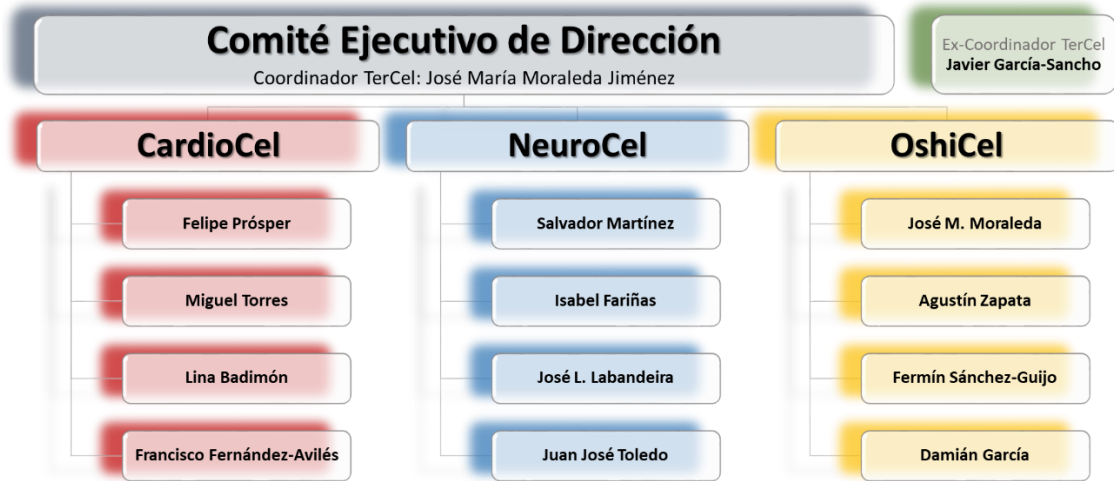 Comité Ejecutivo de Dirección
Coordinador TerCel: José María Moraleda Jiménez
Ex-Coordinador TerCel
Javier García-Sancho
CardioCel
Felipe Prósper
Miguel Torres
Lina Badimón
Francisco Fernández-Avilés
NeuroCel
Salvador Martínez
Isabel Fariñas
José L. Labandeira
Juan José Toledo
OshiCel
José M. Moraleda
Agustín Zapata
Fermín Sánchez-Guijo
Damián García